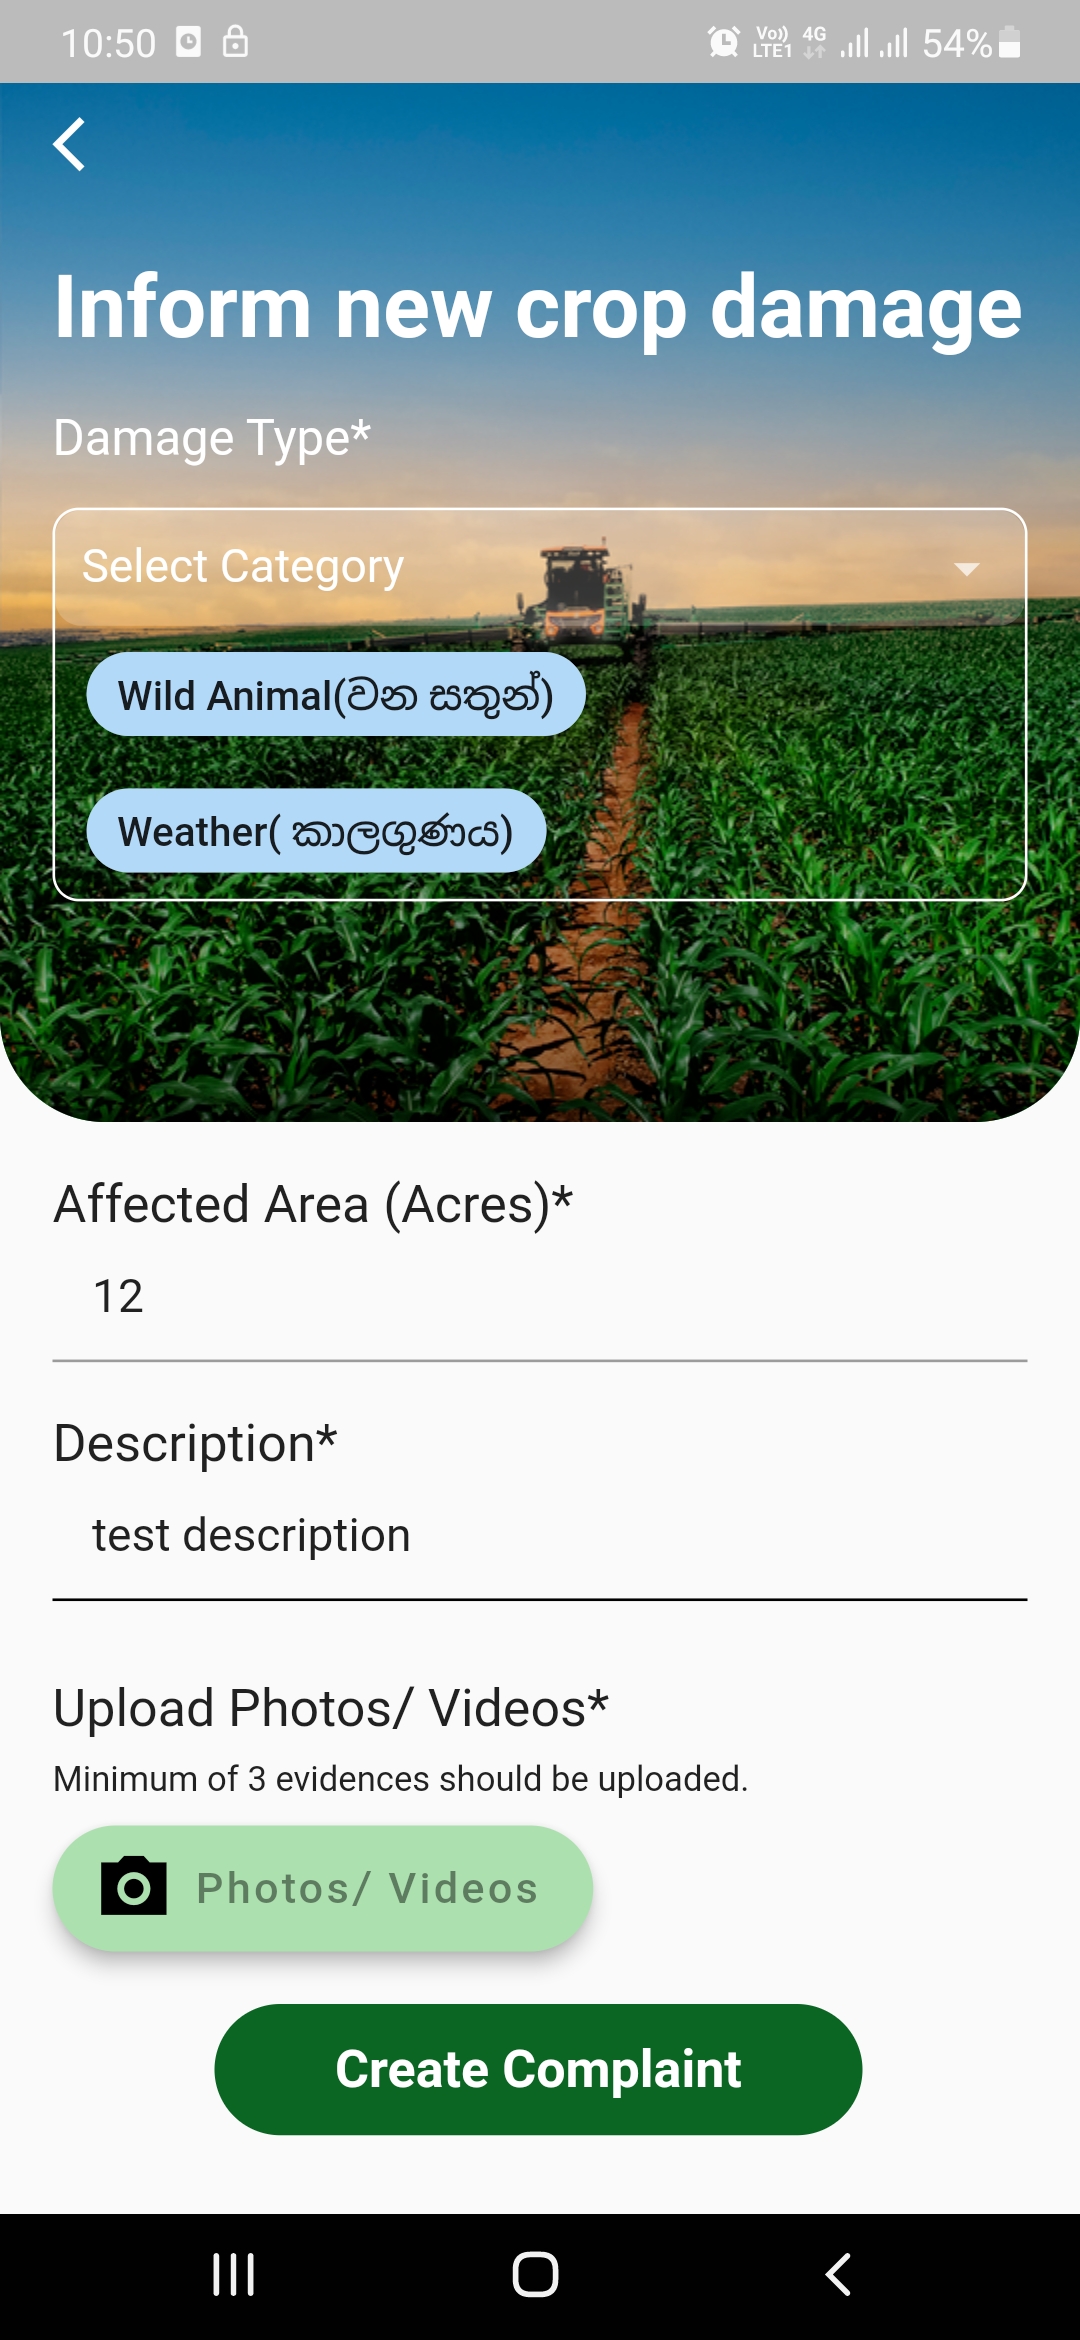 10:50 Vo)) LTE1 4G 54%
Inform new crop damage
Damage Type*
Select Category
Wild Animal(වන සතුන්)
Weather( කාලගුණය)
Affected Area (Acres)*
12
Description*
test description
Upload Photos/ Videos*
Minimum of 3 evidences should be uploaded.
Photos/ Videos
Create Complaint